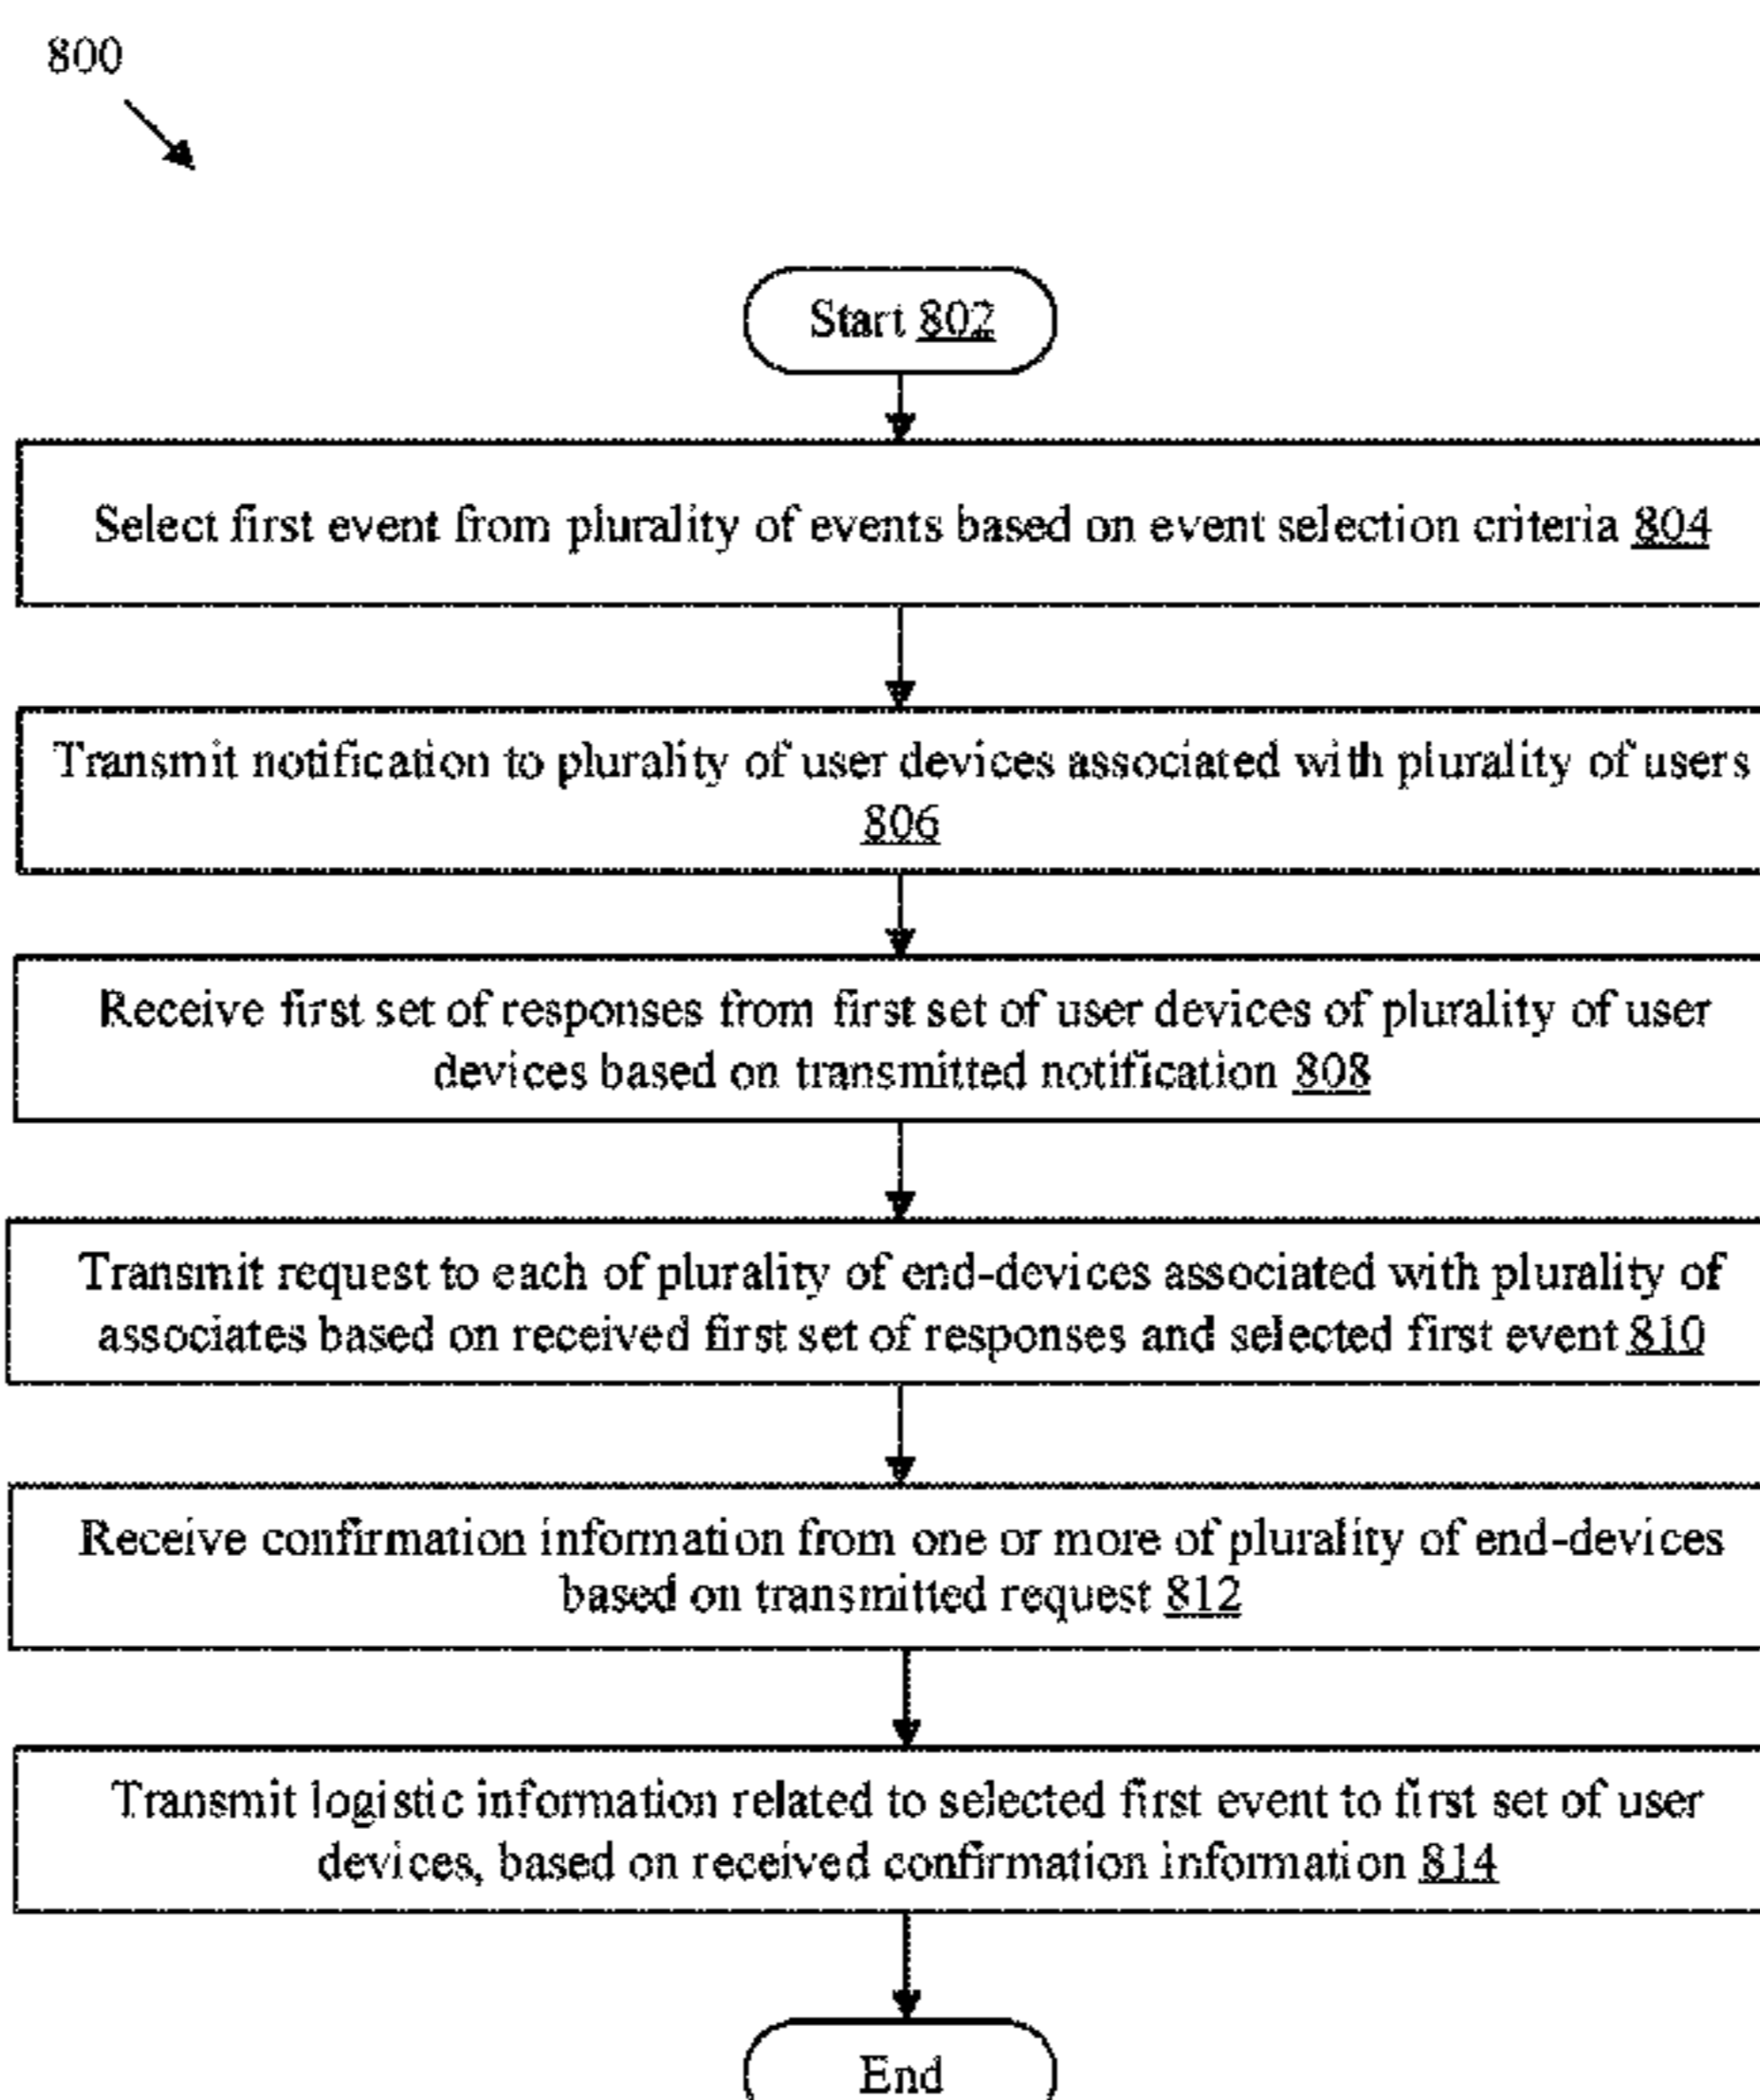 800
Start 802
Select first event from plurality of events based on event selection criteria 804
Transmit notification to plurality of user devices associated with plurality of users
806
Receive first set of responses from first set of user devices of plurality of user
devices based on transmitted notification 808
Transmit request to each of plurality of end-devices associated with plurality of
associates based on received first set of responses and selected first event 810
Receive confirmation information from one or more of plurality of end-devices
based on transmitted request 812
Transmit logistic information related to selected first event to first set of user
devices, based on received confirmation information 814
End